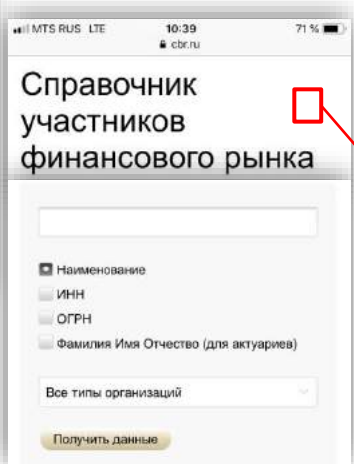 MTS RUS LTE 10:39 71 %
cbr.ru
Справочник
участников
финансового рынка
Наименование
ИНН
ОГРН
Фамилия Имя Отчество (для актуариев)
Все типы организаций
Получить данные